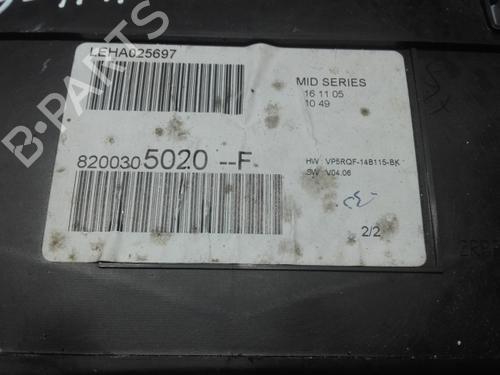 LEHA025697
MID SERIES
16 11 05
10 49
8200305020 --F
HW VP5RQF-14B115-BK
SW V04.06
2/2
B-PARTS